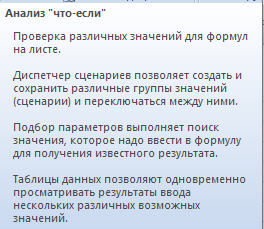 Анализ "что-если"
Проверка различных значений для формул
на листе.
Диспетчер сценариев позволяет создать и
сохранить различные группы значений
(сценарии) и переключаться между ними.
Подбор параметров выполняет поиск
значения, которое надо ввести в формулу
для получения известного результата.
Таблицы данных позволяют одновременно
просматривать результаты ввода
нескольких различных возможных
значений.